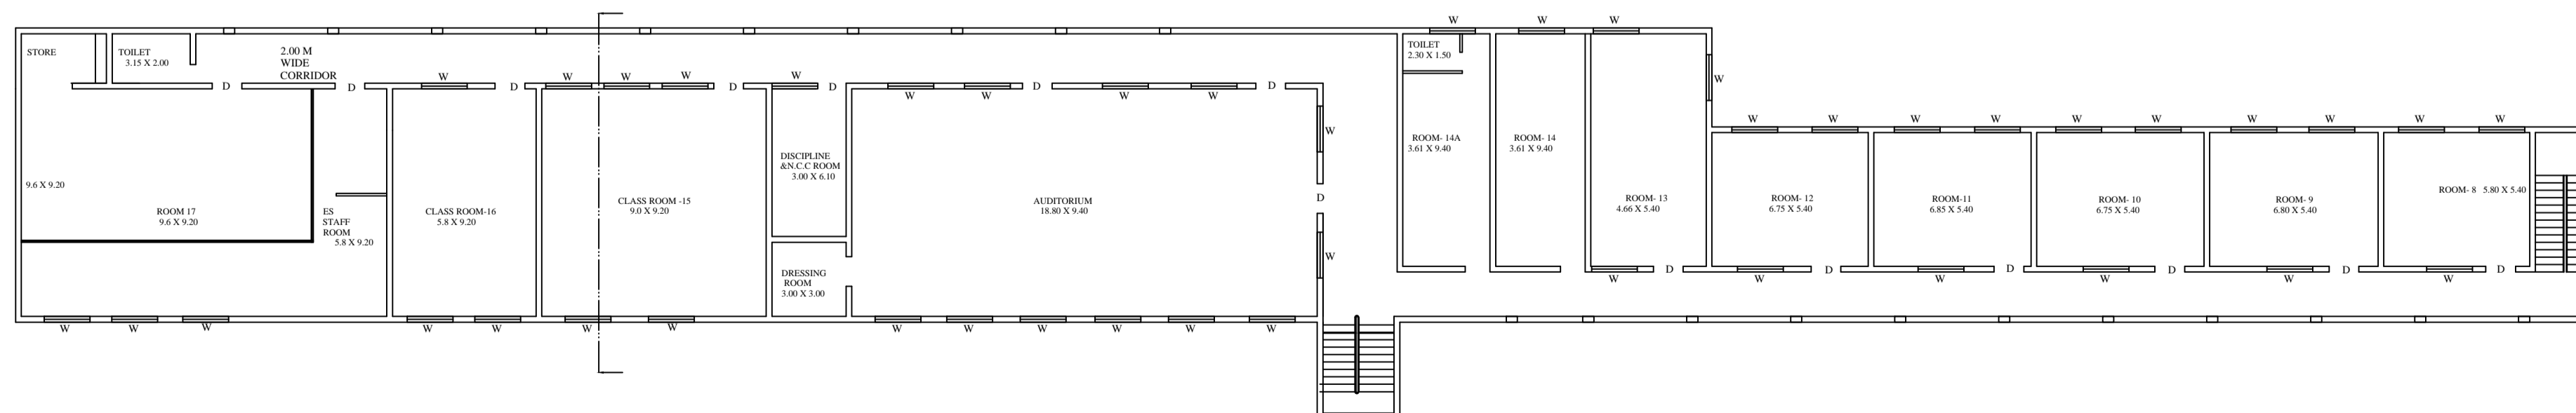 W W W
STORE
TOILET
3.15 X 2.00
2.00 M
WIDE
CORRIDOR
TOILET
2.30 X 1.50
W W W W W
W
D D D D D D D
W W W W
W W W W W W W W W W
W
ROOM- 14A
3.61 X 9.40
ROOM- 14
3.61 X 9.40
DISCIPLINE
&N.C.C ROOM
3.00 X 6.10
9.6 X 9.20
ROOM 17
9.6 X 9.20
ES
STAFF
ROOM
5.8 X 9.20
CLASS ROOM-16
5.8 X 9.20
CLASS ROOM -15
9.0 X 9.20
AUDITORIUM
18.80 X 9.40
D
ROOM- 13
4.66 X 5.40
ROOM- 12
6.75 X 5.40
ROOM-11
6.85 X 5.40
ROOM- 10
6.75 X 5.40
ROOM- 9
6.80 X 5.40
ROOM- 8 5.80 X 5.40
W
DRESSING
ROOM
3.00 X 3.00
D D D D D D
W W W W W W
W W W W W W W W W W W W W